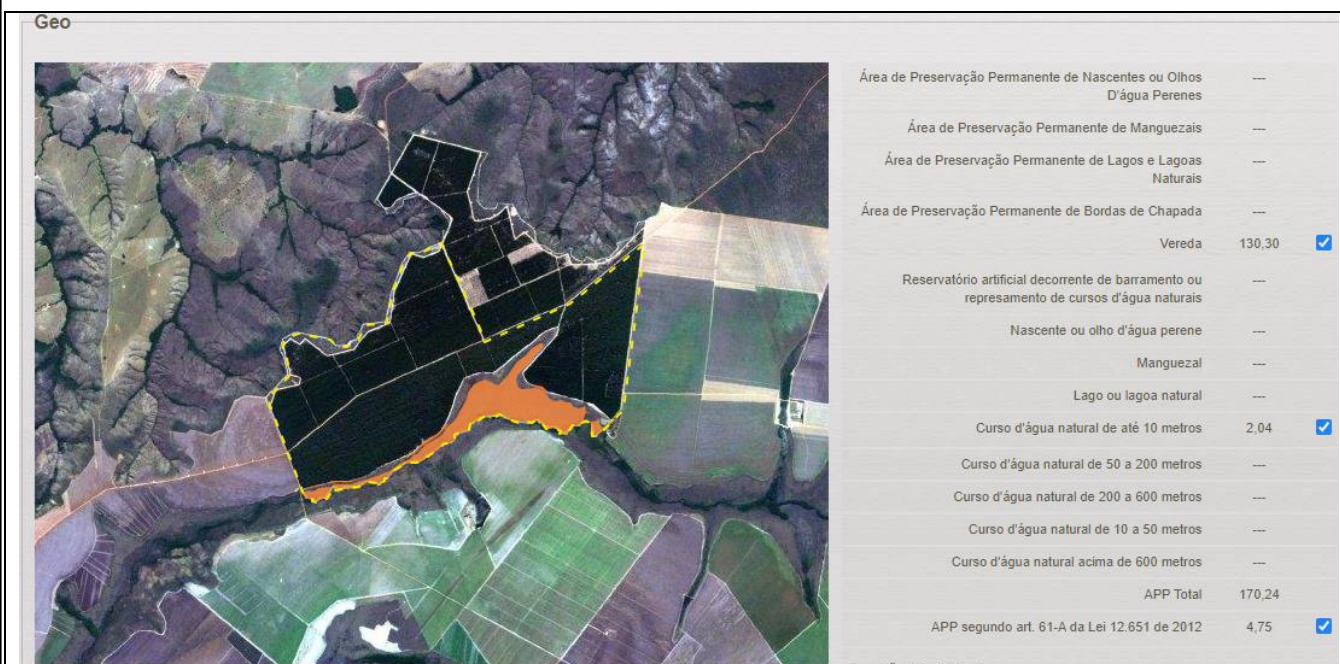 Geo
Área de Preservação Permanente de Nascentes ou Olhos
D'água Perenes
---
Área de Preservação Permanente de Manguezais
---
Área de Preservação Permanente de Lagos e Lagoas
Naturais
---
Área de Preservação Permanente de Bordas de Chapada
---
Vereda 130,30
Reservatório artificial decorrente de barramento ou
represamento de cursos d'água naturais
---
Nascente ou olho d'água perene ---
Manguezal ---
Lago ou lagoa natural ---
Curso d'água natural de até 10 metros 2,04
Curso d'água natural de 50 a 200 metros ---
Curso d'água natural de 200 a 600 metros ---
Curso d'água natural de 10 a 50 metros ---
Curso d'água natural acima de 600 metros ---
APP Total 170,24
APP segundo art. 61-A da Lei 12.651 de 2012 4,75